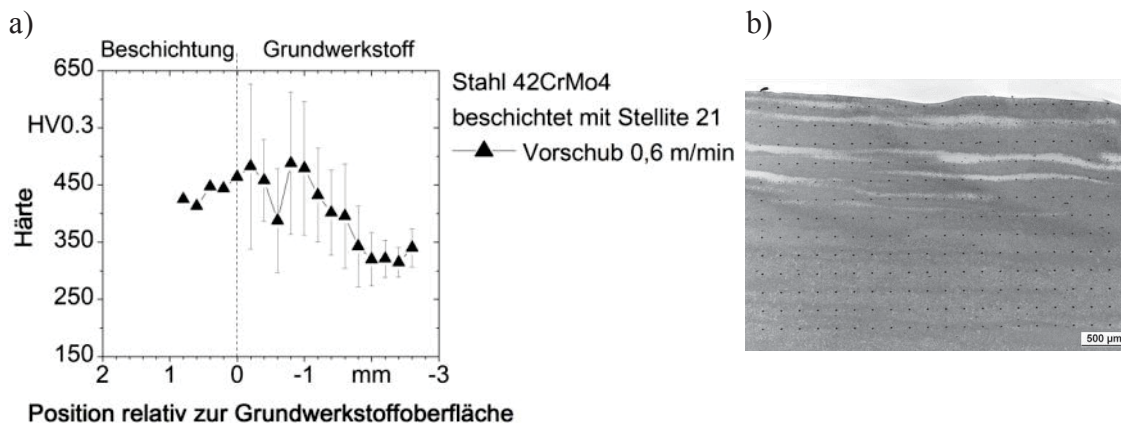 a)
b)
Beschichtung Grundwerkstoff
650
HV0.3
450
350
250
150
Härte
2 1 0 -1 mm -3
Position relativ zur Grundwerkstoffoberfläche
Stahl 42CrMo4
beschichtet mit Stellite 21
Vorschub 0,6 m/min
500 µm